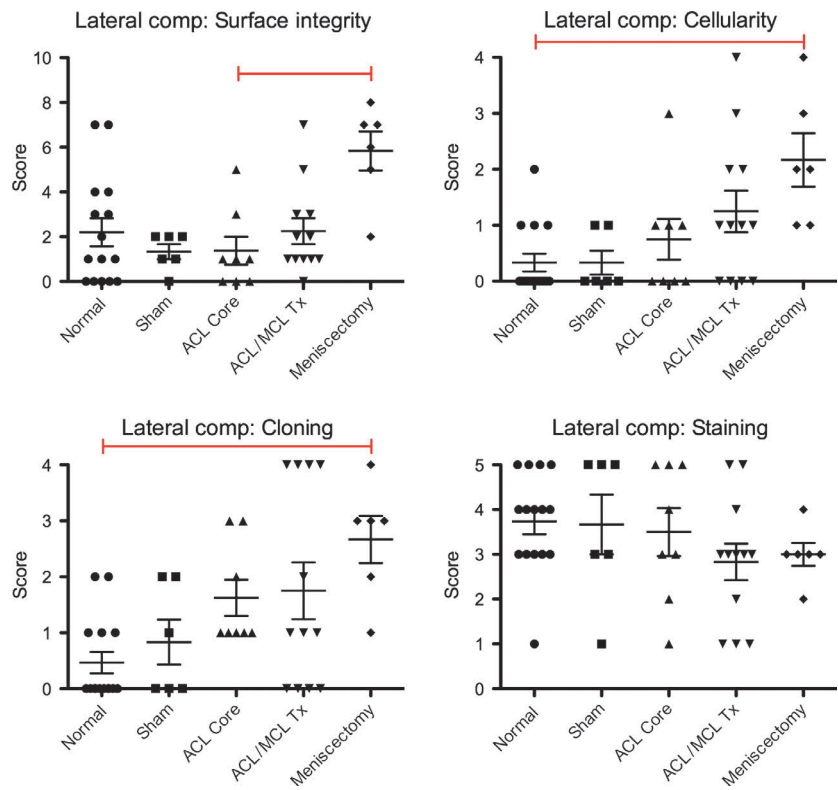 Lateral comp: Surface integrity
10
8
6
4
2
0
Score
Normal
Sham
ACL Core
ACL/MCL Tx
Meniscectomy
Lateral comp: Cellularity
4
3
2
1
0
Score
Normal
Sham
ACL Core
ACL/MCL Tx
Meniscectomy
Lateral comp: Cloning
4
3
2
1
0
Score
Normal
Sham
ACL Core
ACL/MCL Tx
Meniscectomy
Lateral comp: Staining
5
4
3
2
1
0
Score
Normal
Sham
ACL Core
ACL/MCL Tx
Meniscectomy